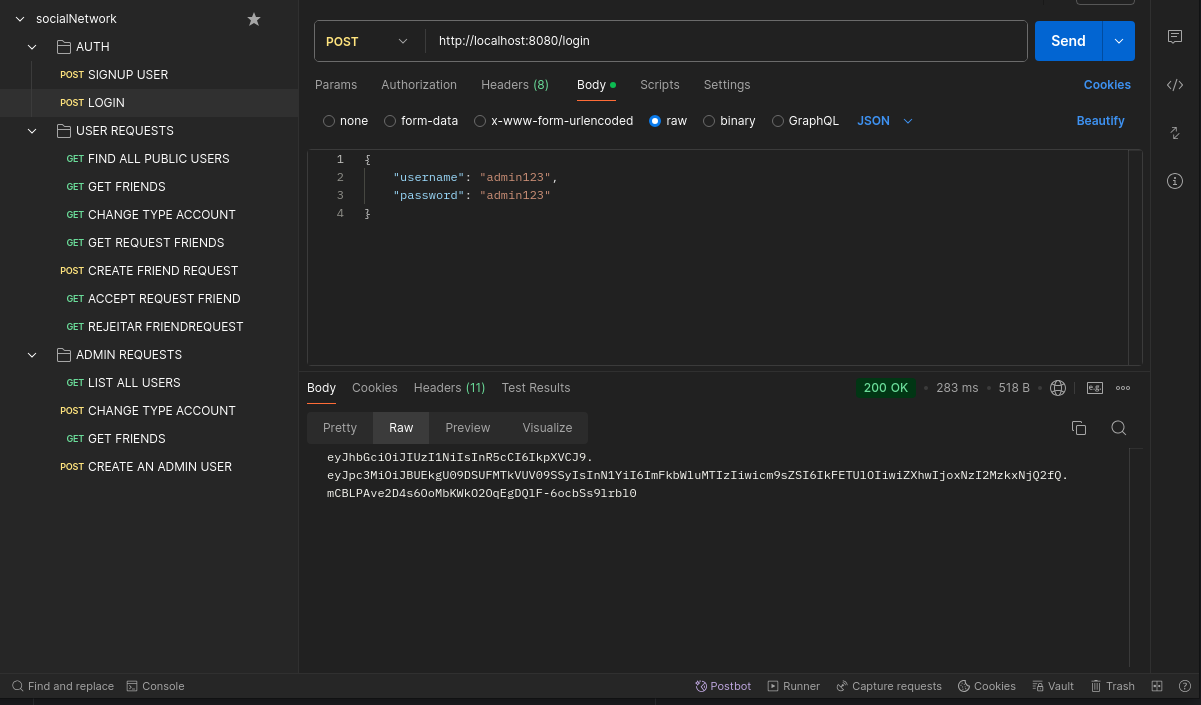 socialNetwork
AUTH
POST SIGNUP USER
POST LOGIN
USER REQUESTS
GET FIND ALL PUBLIC USERS
GET GET FRIENDS
GET CHANGE TYPE ACCOUNT
GET GET REQUEST FRIENDS
POST CREATE FRIEND REQUEST
GET ACCEPT REQUEST FRIEND
GET REJEITAR FRIENDREQUEST
ADMIN REQUESTS
GET LIST ALL USERS
POST CHANGE TYPE ACCOUNT
GET GET FRIENDS
POST CREATE AN ADMIN USER
POST http://localhost:8080/login Send
Params Authorization Headers (8) Body Scripts Settings Cookies
none form-data x-www-form-urlencoded raw binary GraphQL JSON Beautify
1 {
2 "username": "admin123",
3 "password": "admin123"
4 }
Body Cookies Headers (11) Test Results 200 OK 283 ms 518 B e.g.
Pretty Raw Preview Visualize
eyJhbGciOiJIUzI1NiIsInR5cCI6IkpXVCJ9.
eyJpc3MiOiJBUEkgU09DSUFMTkVUV09SSyIsInN1YiI6ImFkbWluMTIzIiwicm9sZSI6IkFETUlOIiwiZXhwIjoxNzI2MzkxNjQ2fQ.
mCBLPAve2D4s6OoMbKWkO2OqEgDQlF-6ocbSs9lrbl0
Find and replace Console Postbot Runner Capture requests Cookies Vault Trash